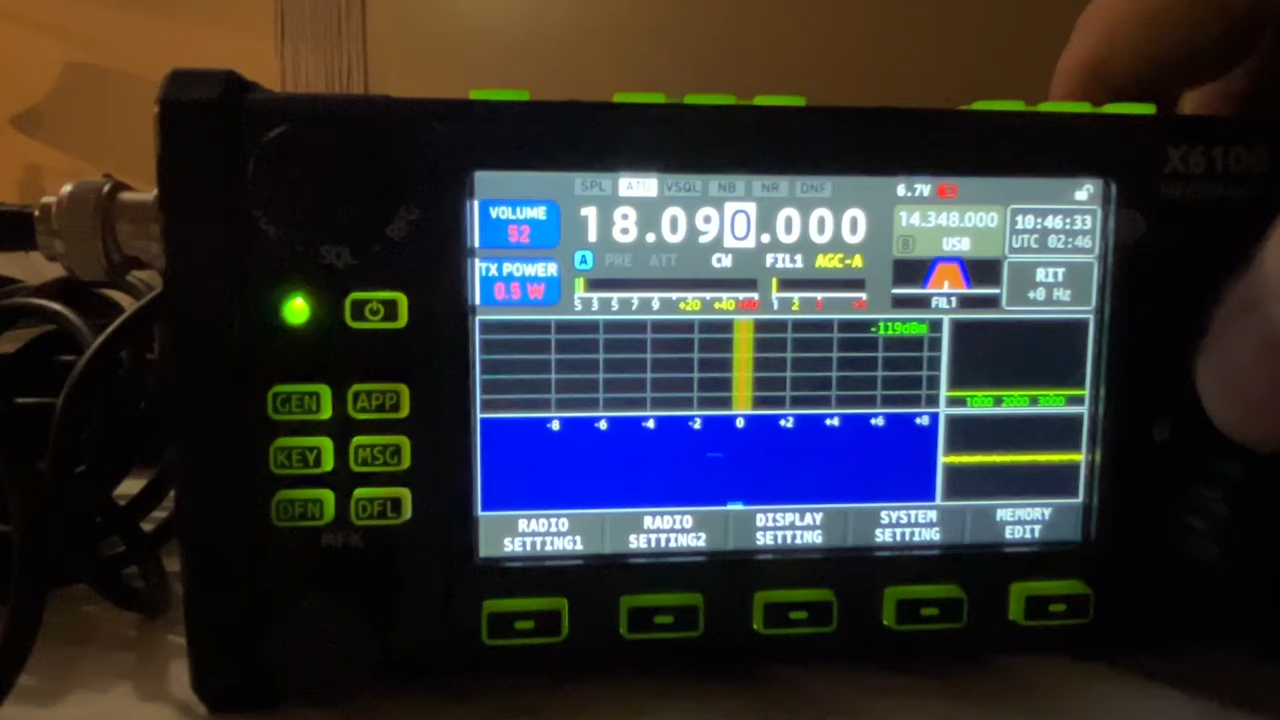 X6100
SPL ATU VSQL NB NR DNF
6.7V
VOLUME
52
18.090.000
14.348.000
B USB
10:46:33
UTC 02:46
TX POWER
0.5 W
A PRE ATT CW FIL1 AGC-A
S 3 5 7 9 +20 +40 +60 1 2 3
FIL1
RIT
+0 Hz
-119dBm
1000 2000 3000
-8 -6 -4 -2 0 +2 +4 +6 +8
RADIO SETTING1
RADIO SETTING2
DISPLAY SETTING
SYSTEM SETTING
MEMORY EDIT
SQL
GEN APP
KEY MSG
DFN DFL
MFK